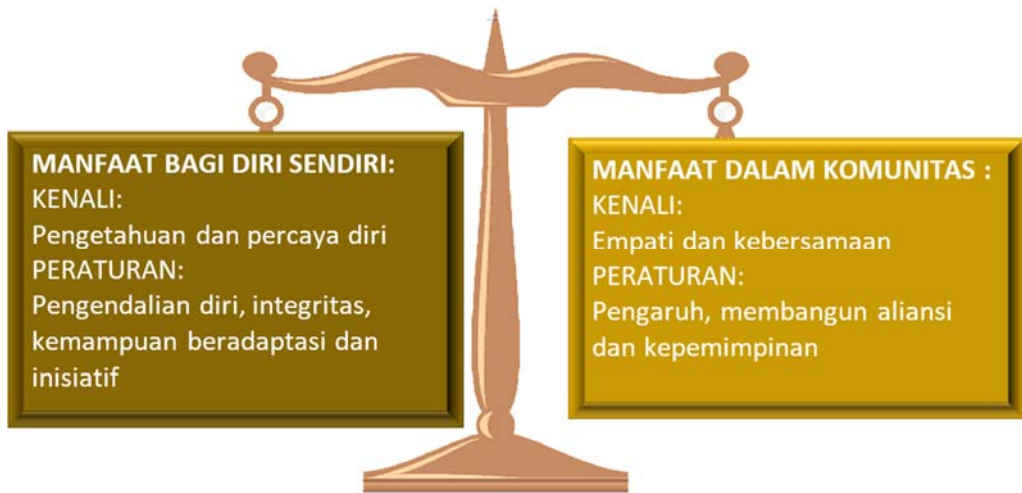 MANFAAT BAGI DIRI SENDIRI:
KENALI:
Pengetahuan dan percaya diri
PERATURAN:
Pengendalian diri, integritas,
kemampuan beradaptasi dan
inisiatif
MANFAAT DALAM KOMUNITAS :
KENALI:
Empati dan kebersamaan
PERATURAN:
Pengaruh, membangun aliansi
dan kepemimpinan